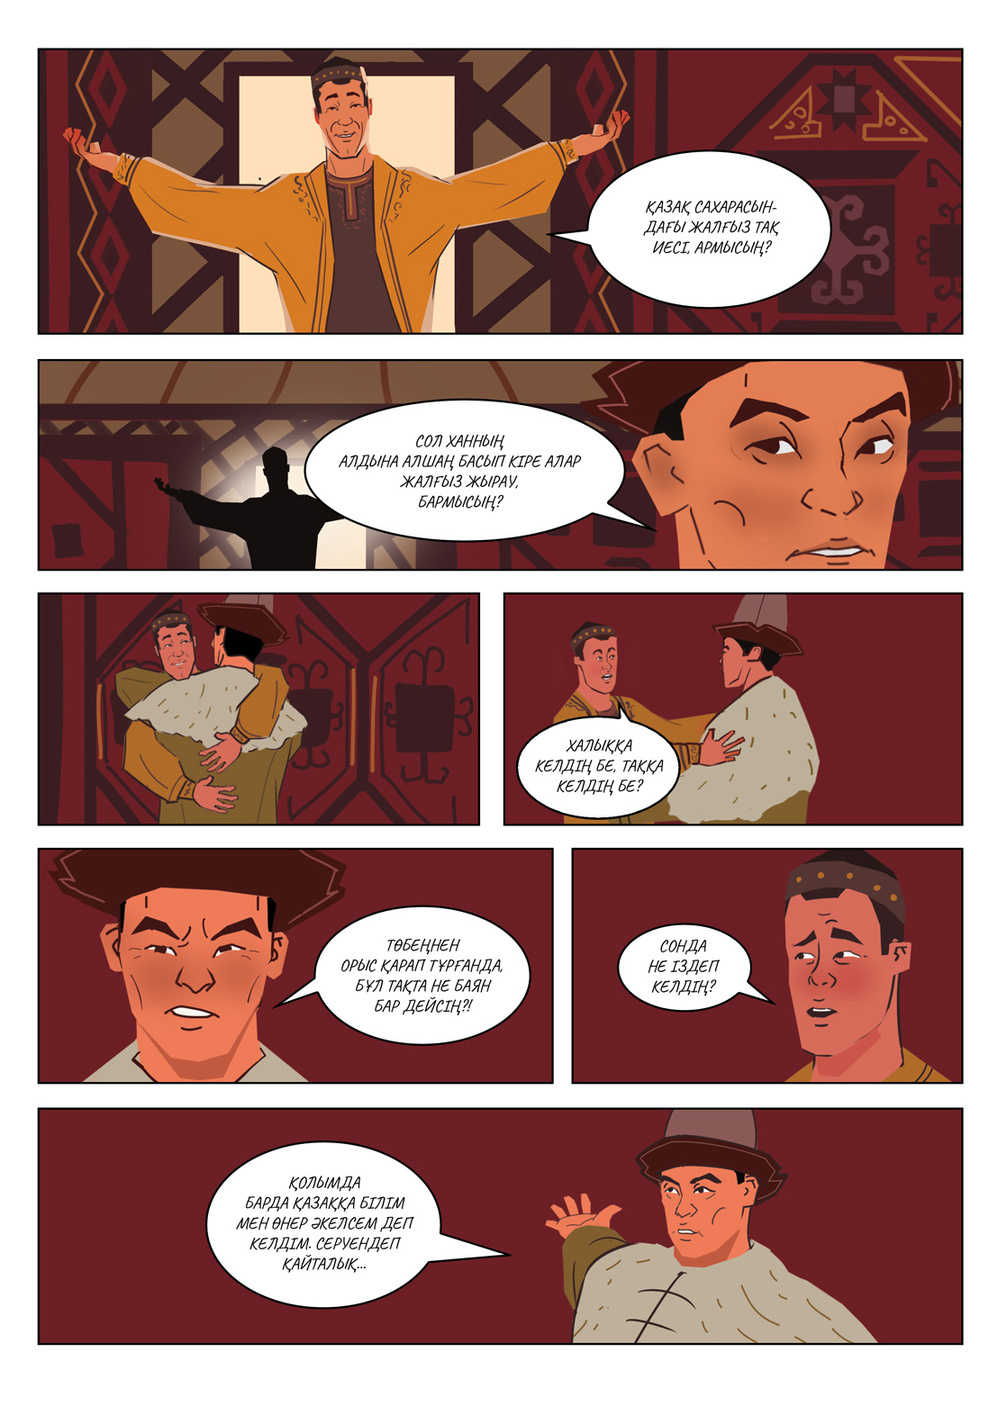 ҚАЗАҚ САХАРАСЫН-
ДАҒЫ ЖАЛҒЫЗ ТАҚ
ИЕСІ, АРМЫСЫҢ?
СОЛ ХАННЫҢ
АЛДЫНА АЛШАҢ БАСЫП КІРЕ АЛАР
ЖАЛҒЫЗ ЖЫРАУ,
БАРМЫСЫҢ?
ХАЛЫҚҚА
КЕЛДІҢ БЕ, ТАҚҚА
КЕЛДІҢ БЕ?
ТӨБЕҢНЕН
ОРЫС ҚАРАП ТҰРҒАНДА,
БҰЛ ТАҚТА НЕ БАЯН
БАР ДЕЙСІҢ?!
СОНДА
НЕ ІЗДЕП
КЕЛДІҢ?
ҚОЛЫМДА
БАРДА ҚАЗАҚҚА БІЛІМ
МЕН ӨНЕР ӘКЕЛСЕМ ДЕП
КЕЛДІМ. СЕРУЕНДЕП
ҚАЙТАЛЫҚ...